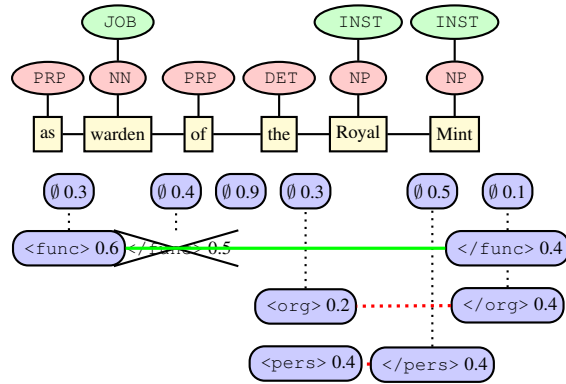 JOB INST INST
PRP NN PRP DET NP NP
as warden of the Royal Mint
∅ 0.3 ∅ 0.4 ∅ 0.9 ∅ 0.3 ∅ 0.5 ∅ 0.1
<func> 0.6 </func> 0.5 </func> 0.4
<org> 0.2 </org> 0.4
<pers> 0.4 </pers> 0.4